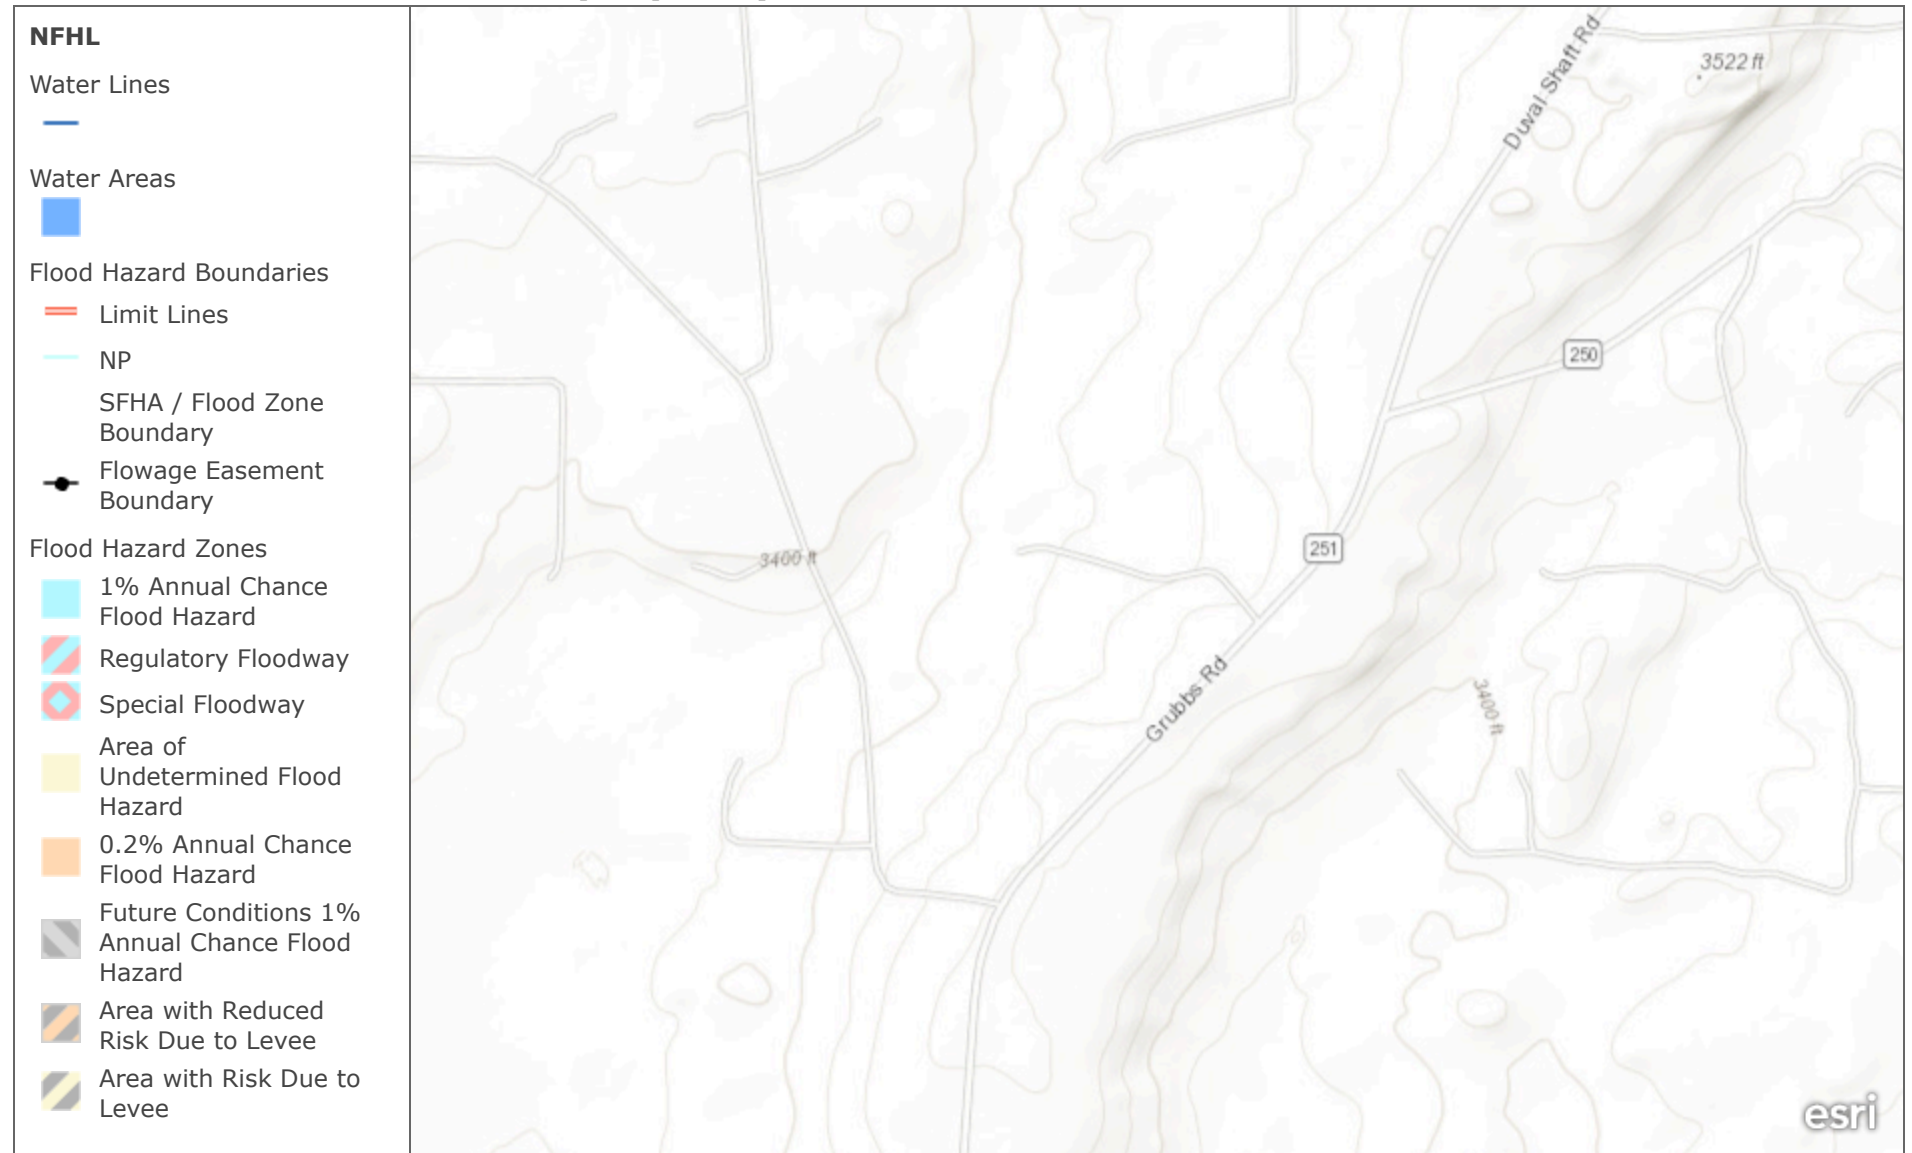 NFHL
Water Lines
Water Areas
Flood Hazard Boundaries
Limit Lines
NP
SFHA / Flood Zone
Boundary
Flowage Easement
Boundary
Flood Hazard Zones
1% Annual Chance
Flood Hazard
Regulatory Floodway
Special Floodway
Area of
Undetermined Flood
Hazard
0.2% Annual Chance
Flood Hazard
Future Conditions 1%
Annual Chance Flood
Hazard
Area with Reduced
Risk Due to Levee
Area with Risk Due to
Levee
Duval Shaft Rd
3522 ft
250
251
3400 ft
Grubbs Rd
3400 ft
esri